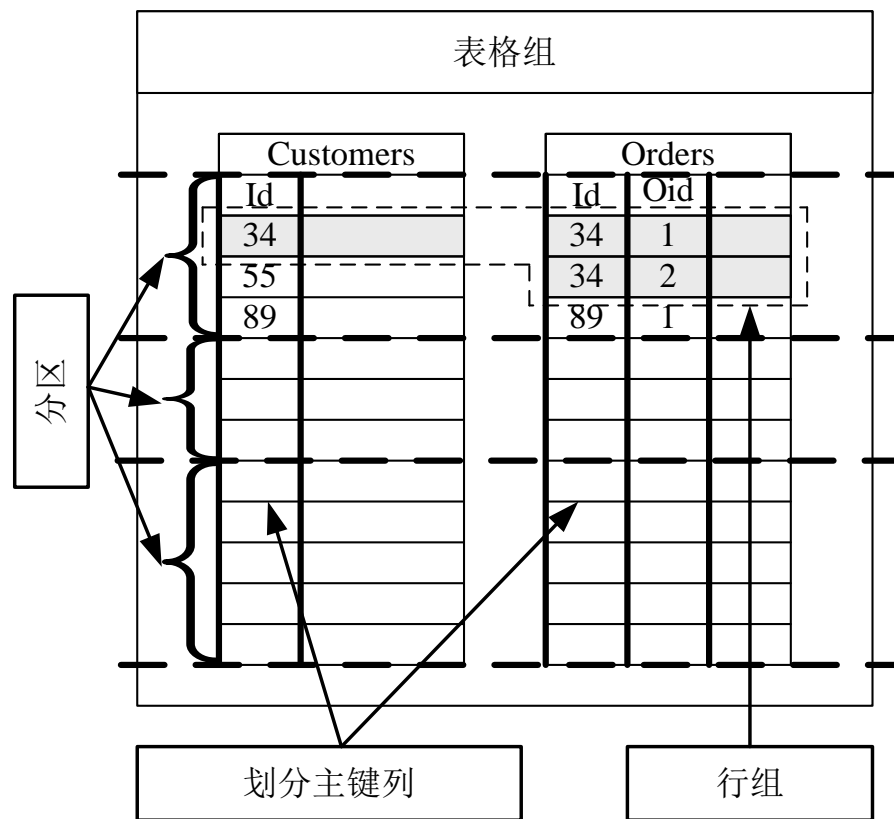 表格组
Customers
Orders
Id
Id Oid
34
34 1
55
34 2
89
89 1
分区
划分主键列
行组